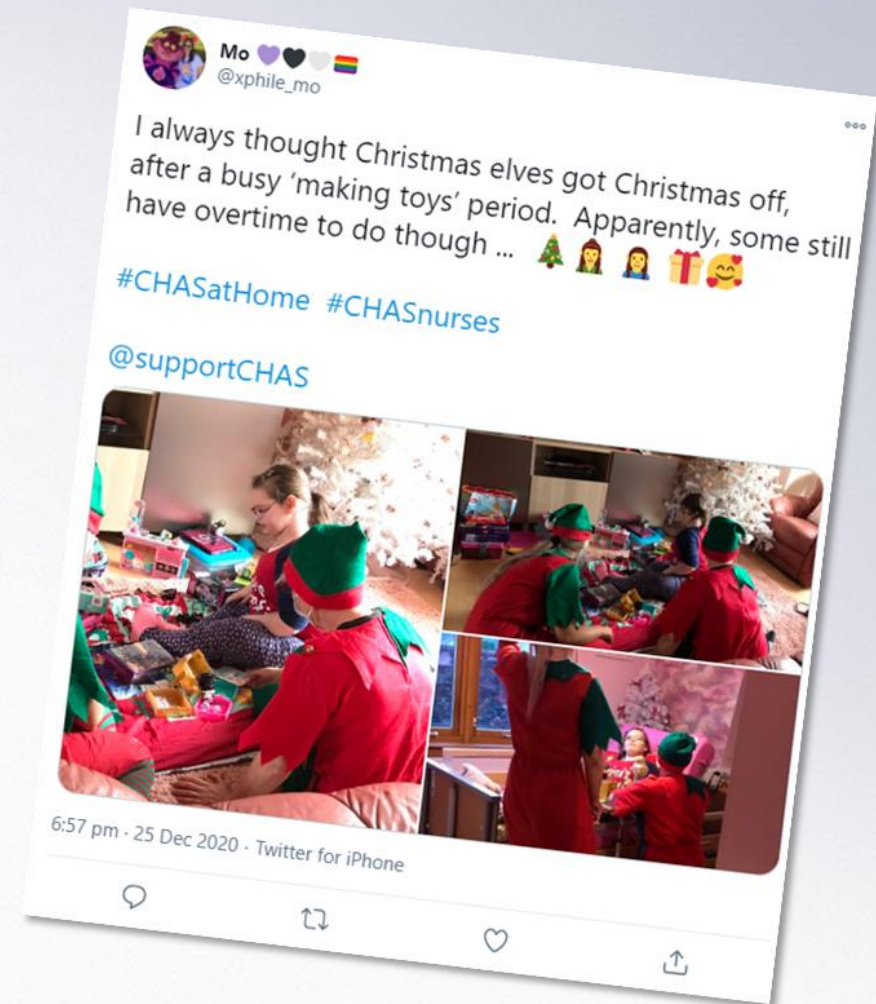 Mo 💜🖤🤍🏳️‍🌈
@xphile_mo
I always thought Christmas elves got Christmas off,
after a busy ‘making toys’ period.  Apparently, some still
have overtime to do though ... 🎄🧝‍♀️🧝‍♀️🎁🥰
#CHASatHome #CHASnurses
@supportCHAS
6:57 pm · 25 Dec 2020 · Twitter for iPhone